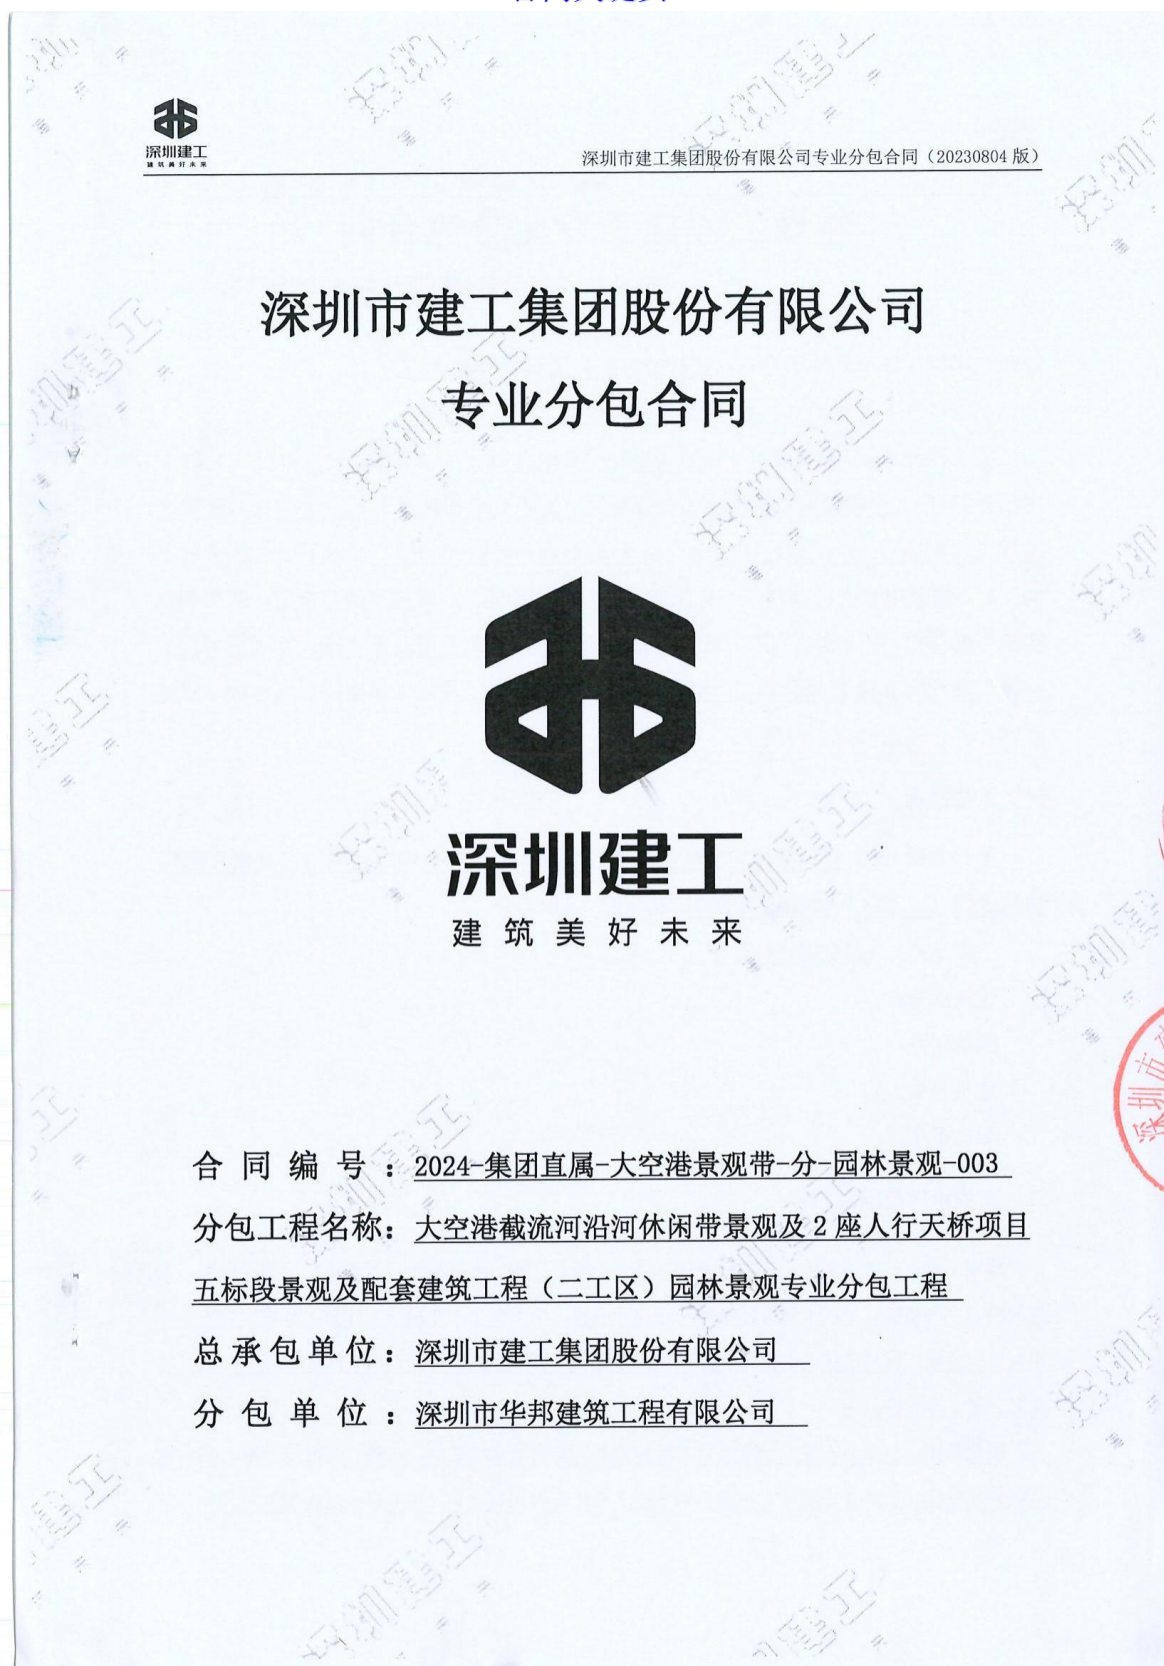 深圳建工
建筑美好未来
深圳市建工集团股份有限公司专业分包合同（20230804 版）
深圳市建工集团股份有限公司
专业分包合同
深圳建工
建筑美好未来
合同编号：2024-集团直属-大空港景观带-分-园林景观-003
分包工程名称：大空港截流河沿河休闲带景观及 2 座人行天桥项目
五标段景观及配套建筑工程（二工区）园林景观专业分包工程
总承包单位：深圳市建工集团股份有限公司
分包单位：深圳市华邦建筑工程有限公司
深圳市